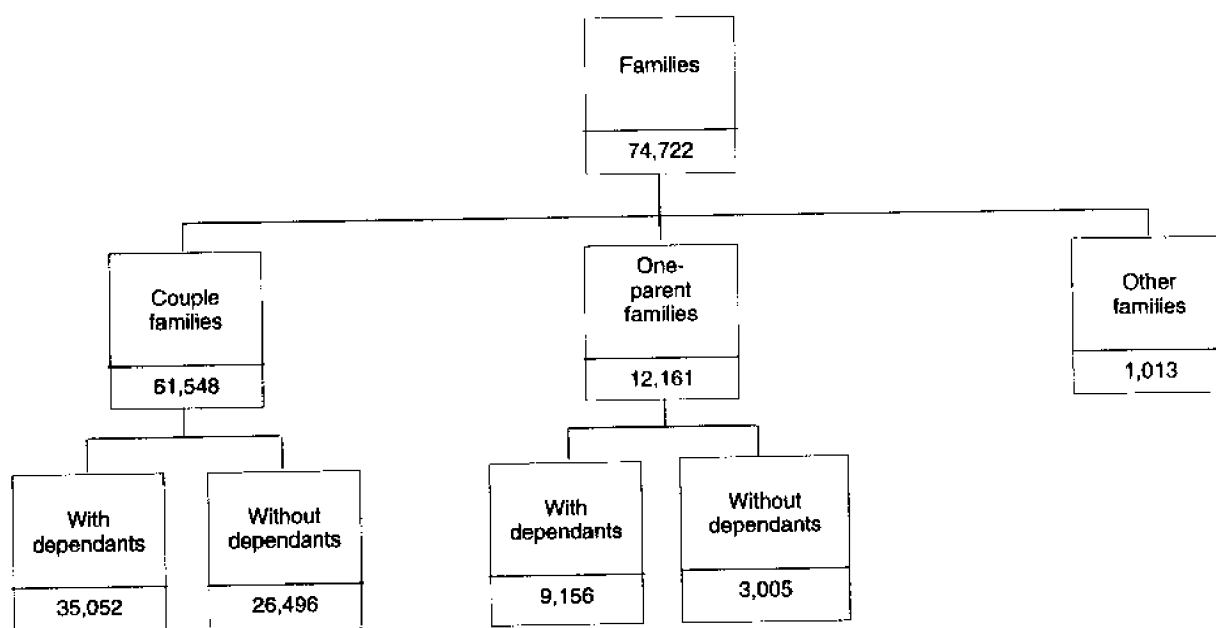 Families
74,722
Couple
families
61,548
One-
parent
families
12,161
Other
families
1,013
With
dependants
35,052
Without
dependants
26,496
With
dependants
9,156
Without
dependants
3,005